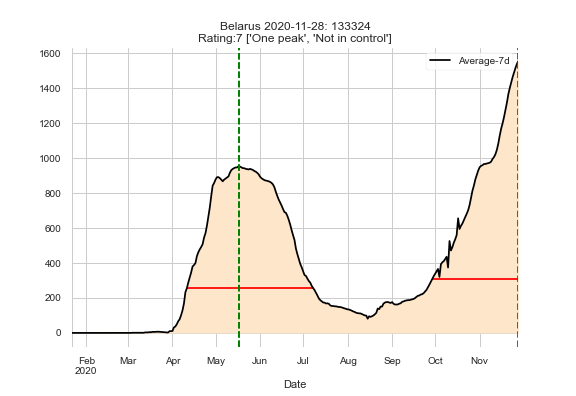 Belarus 2020-11-28: 133324
Rating:7 ['One peak', 'Not in control']
Average-7d
1600
1400
1200
1000
800
600
400
200
0
Feb Mar Apr May Jun Jul Aug Sep Oct Nov
2020
Date